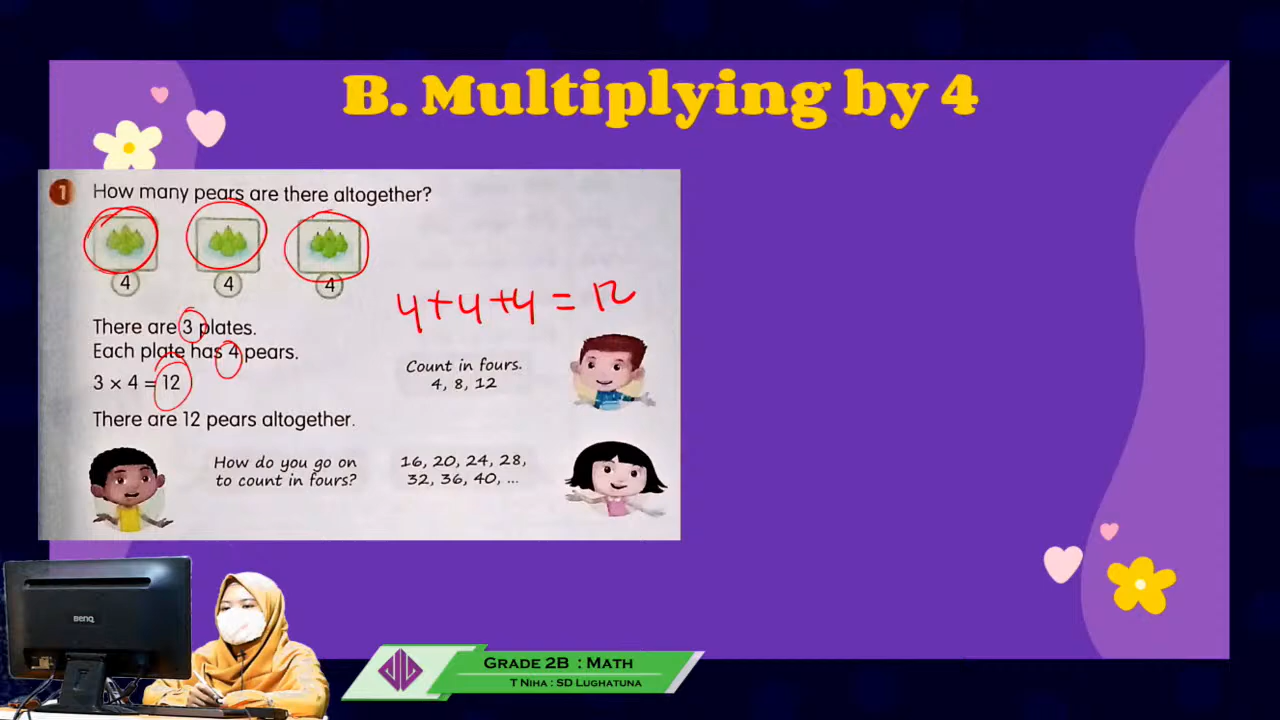 B. Multiplying by 4
1 How many pears are there altogether?
4 4 4
4+4+4=12
There are 3 plates.
Each plate has 4 pears.
3 × 4 = 12
There are 12 pears altogether.
Count in fours.
4, 8, 12
How do you go on
to count in fours?
16, 20, 24, 28,
32, 36, 40, ...
BenQ
GRADE 2B : MATH
T NIHA : SD LUGHATUNA